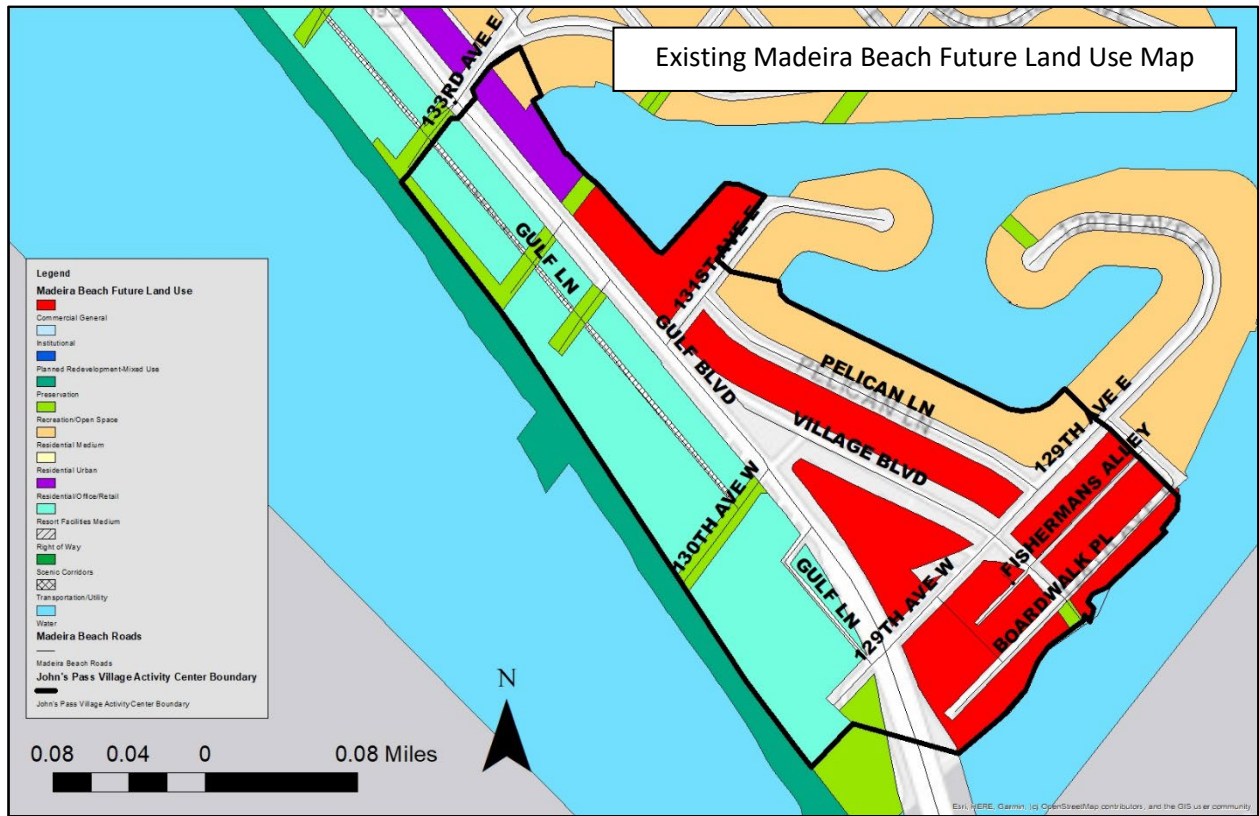 Existing Madeira Beach Future Land Use Map
133RD AVE E
GULF LN
131ST AVE E
GULF BLVD
PELICAN LN
PELICAN LN
VILLAGE BLVD
129TH AVE E
129TH AVE E
FISHERMANS ALLEY
130TH AVE W
GULF LN
129TH AVE W
BOARDWALK PL
Legend
Madeira Beach Future Land Use
Commercial General
Institutional
Planned Redevelopment-Mixed Use
Preservation
Recreation/Open Space
Residential Medium
Residential Urban
Residential/Office/Retail
Resort Facilities Medium
Right of Way
Scenic Corridors
Transportation/Utility
Water
Madeira Beach Roads
Madeira Beach Roads
John's Pass Village Activity Center Boundary
John's Pass Village Activity Center Boundary
N
0.08 0.04 0 0.08 Miles
Esri, HERE, Garmin, (c) OpenStreetMap contributors, and the GIS user community